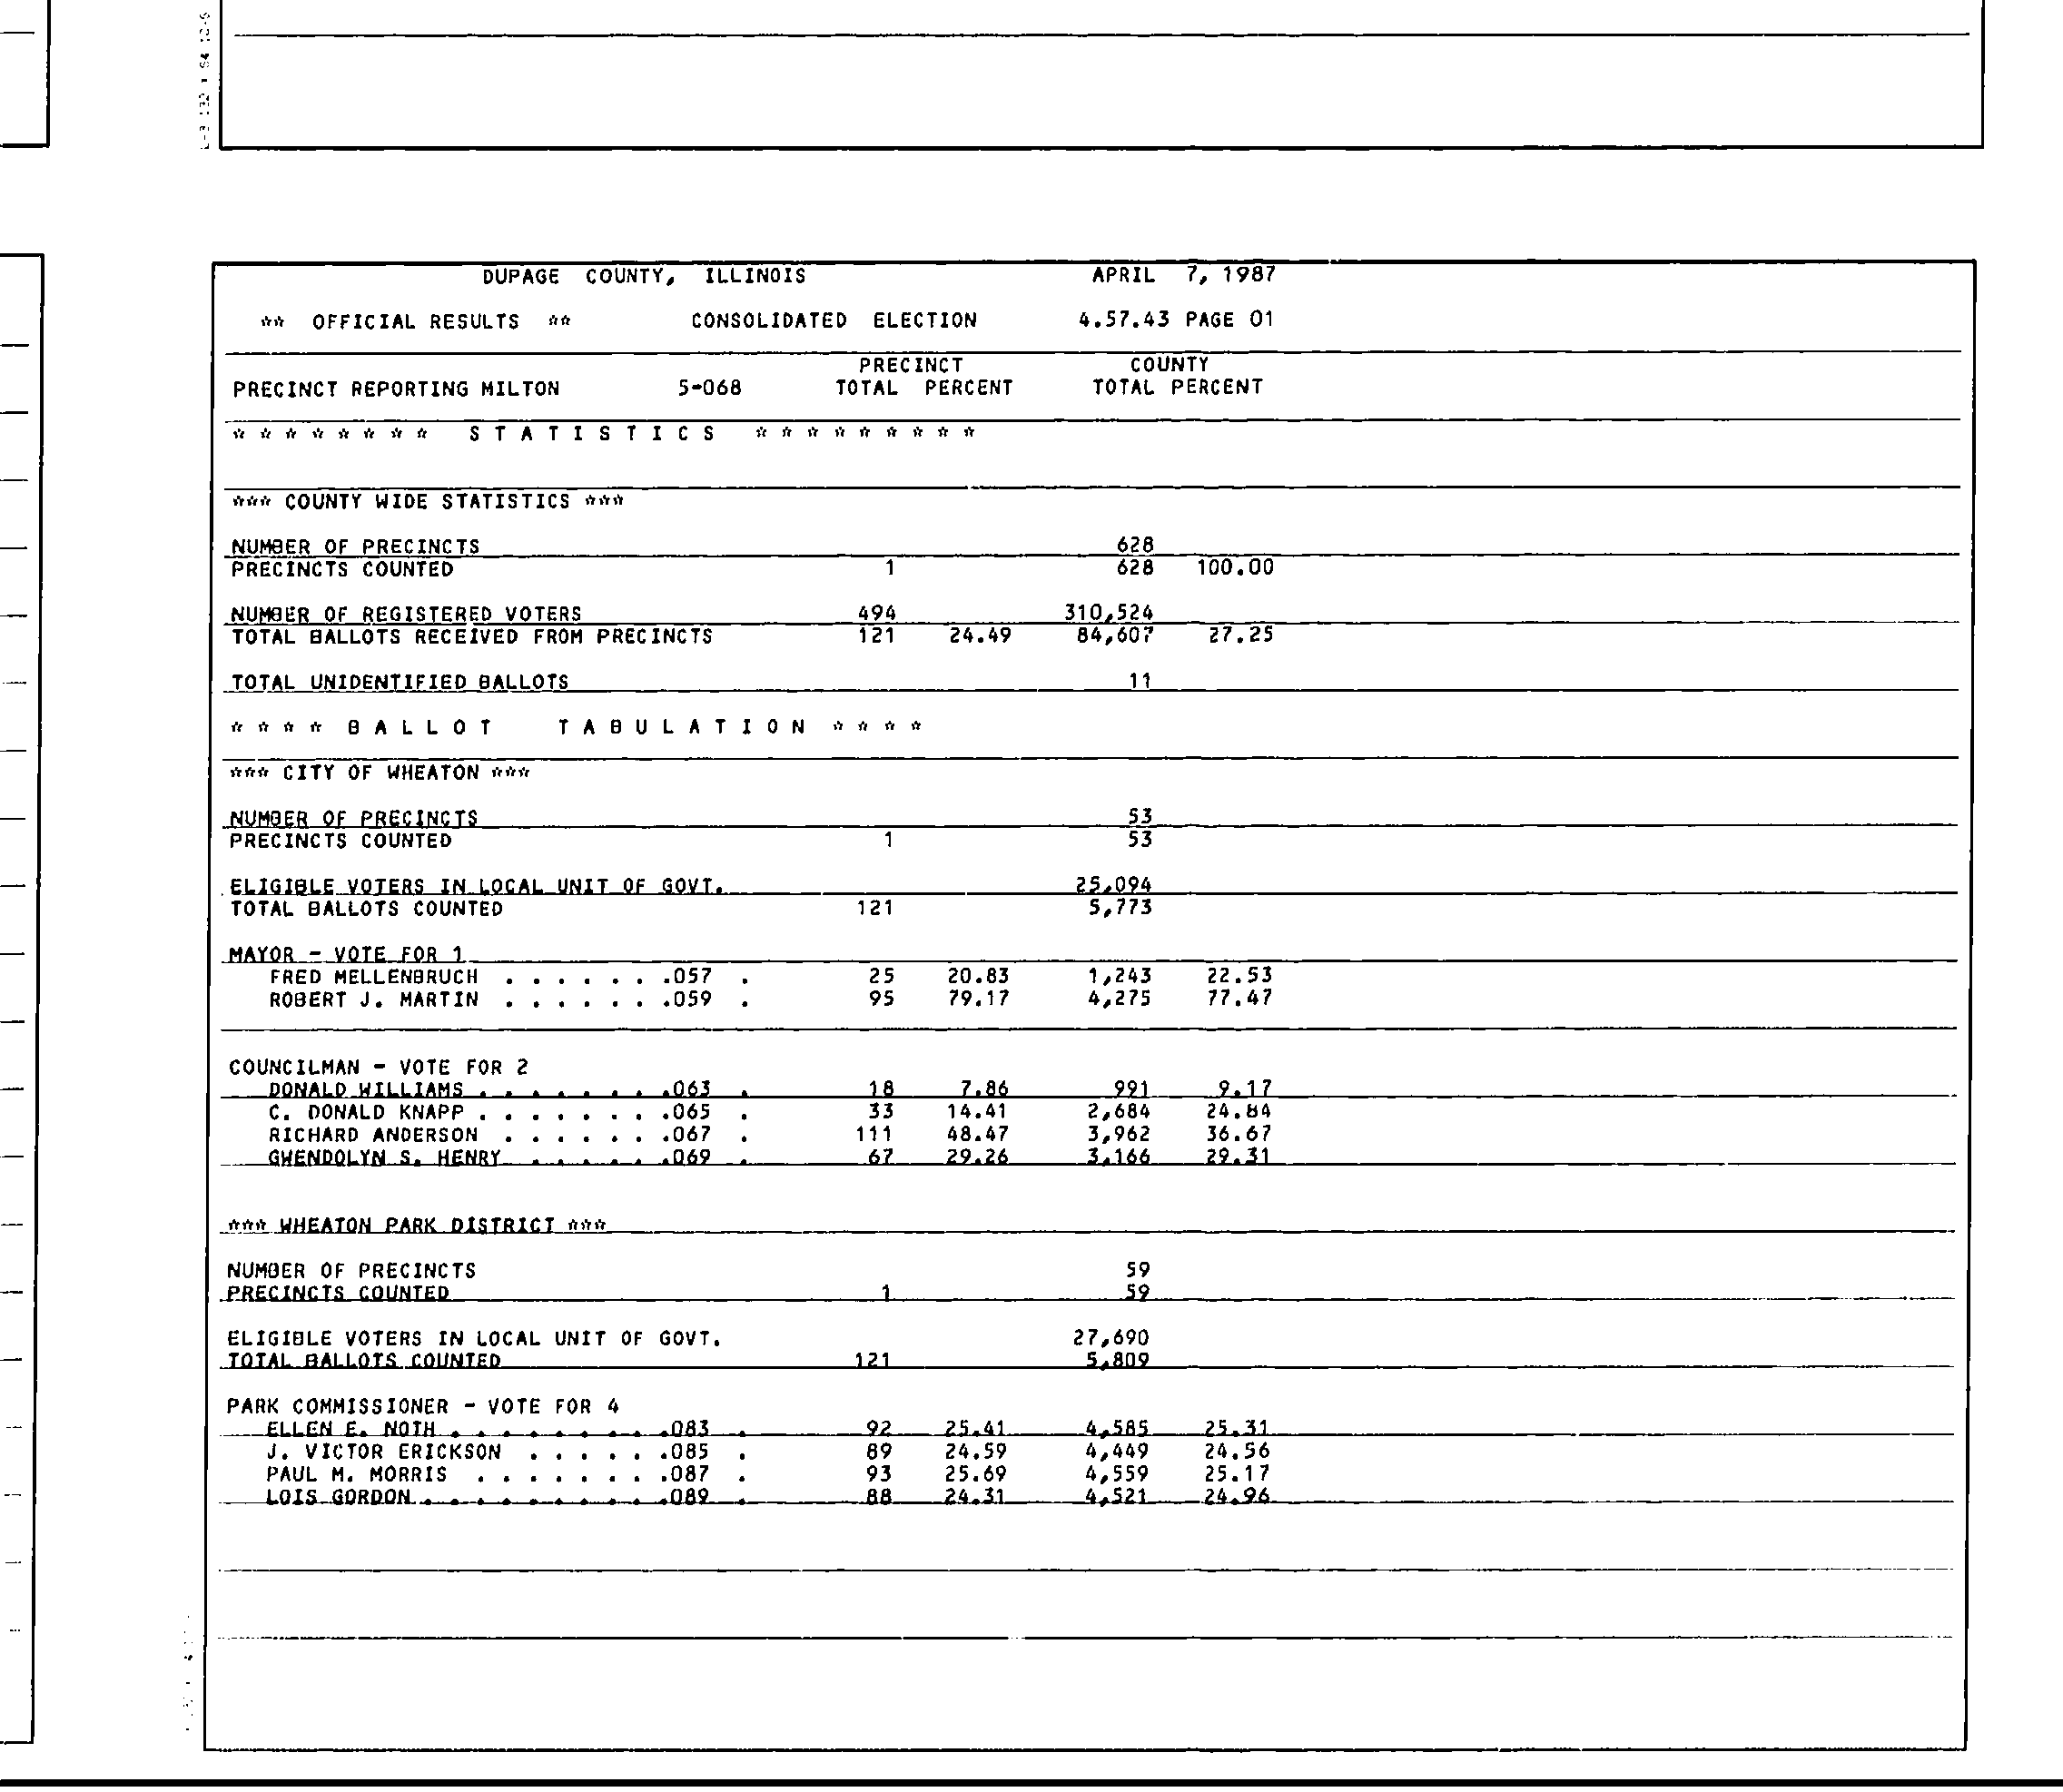 DUPAGE COUNTY, ILLINOIS APRIL 7, 1987
** OFFICIAL RESULTS ** CONSOLIDATED ELECTION 4.57.43 PAGE 01
PRECINCT COUNTY
PRECINCT REPORTING MILTON 5-068 TOTAL PERCENT TOTAL PERCENT
* * * * * * * * S T A T I S T I C S * * * * * * * * *
*** COUNTY WIDE STATISTICS ***
NUMBER OF PRECINCTS 628
PRECINCTS COUNTED 1 628 100.00
NUMBER OF REGISTERED VOTERS 494 310,524
TOTAL BALLOTS RECEIVED FROM PRECINCTS 121 24.49 84,607 27.25
TOTAL UNIDENTIFIED BALLOTS 11
* * * * B A L L O T T A B U L A T I O N * * * *
*** CITY OF WHEATON ***
NUMBER OF PRECINCTS 53
PRECINCTS COUNTED 1 53
ELIGIBLE VOTERS IN LOCAL UNIT OF GOVT. 25,094
TOTAL BALLOTS COUNTED 121 5,773
MAYOR - VOTE FOR 1
FRED MELLENBRUCH . . . . . . .057 . 25 20.83 1,243 22.53
ROBERT J. MARTIN . . . . . . .059 . 95 79.17 4,275 77.47
COUNCILMAN - VOTE FOR 2
DONALD WILLIAMS . . . . . . . .063 . 18 7.86 991 9.17
C. DONALD KNAPP . . . . . . . .065 . 33 14.41 2,684 24.84
RICHARD ANDERSON . . . . . . .067 . 111 48.47 3,962 36.67
GWENDOLYN S. HENRY . . . . . .069 . 67 29.26 3,166 29.31
*** WHEATON PARK DISTRICT ***
NUMBER OF PRECINCTS 59
PRECINCTS COUNTED 1 59
ELIGIBLE VOTERS IN LOCAL UNIT OF GOVT. 27,690
TOTAL BALLOTS COUNTED 121 5,809
PARK COMMISSIONER - VOTE FOR 4
ELLEN E. NOTH . . . . . . . . .083 . 92 25.41 4,585 25.31
J. VICTOR ERICKSON . . . . . .085 . 89 24.59 4,449 24.56
PAUL M. MORRIS . . . . . . . .087 . 93 25.69 4,559 25.17
LOIS GORDON . . . . . . . . . .089 . 88 24.31 4,521 24.96